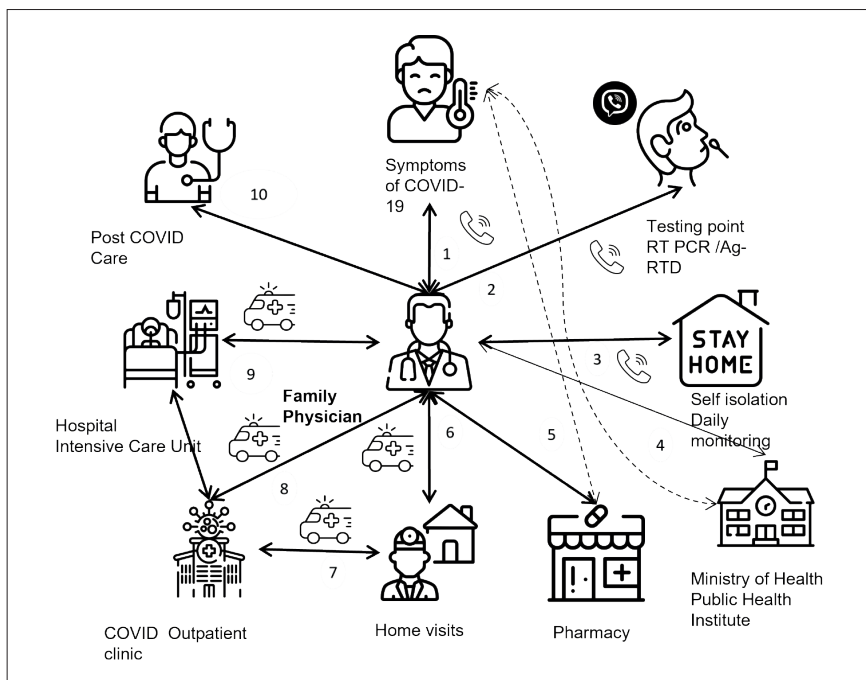 Symptoms
of COVID-
19
10
Post COVID
Care
1
2
Testing point
RT PCR /Ag-
RTD
STAY
HOME
3
9
Family
Physician
Self isolation
Daily
monitoring
Hospital
Intensive Care Unit
6
5
4
8
7
Ministry of Health
Public Health
Institute
COVID Outpatient
clinic
Home visits
Pharmacy